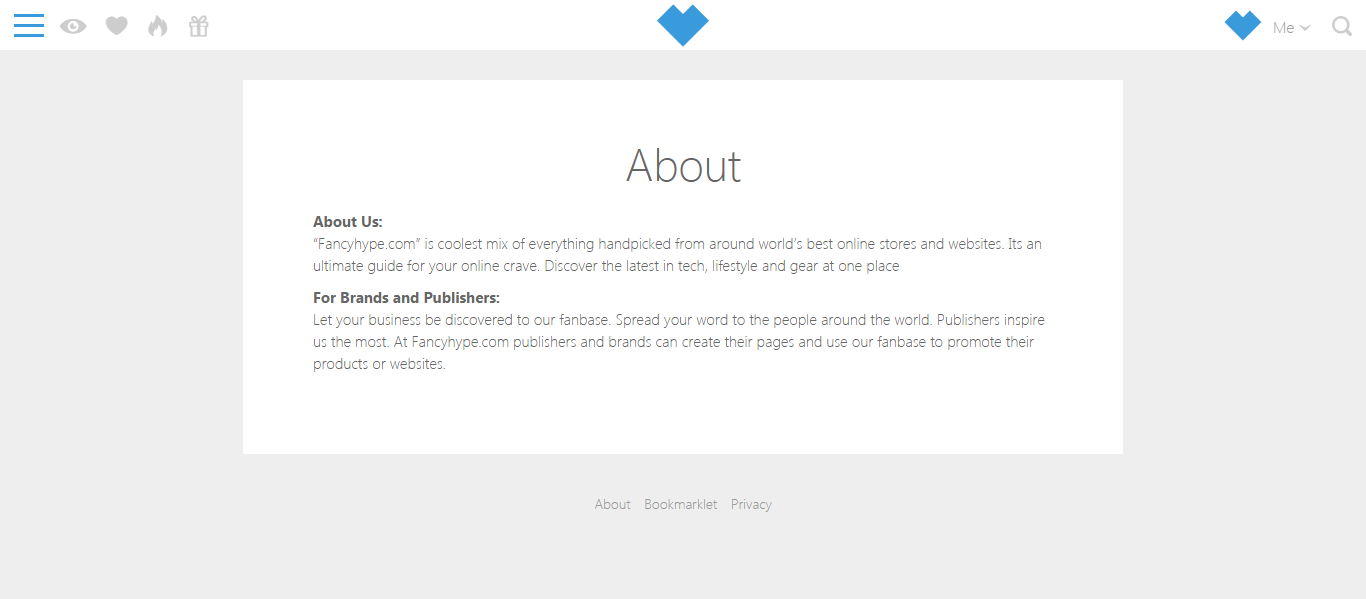 Me
About
About Us:
“Fancyhype.com” is coolest mix of everything handpicked from around world’s best online stores and websites. Its an
ultimate guide for your online crave. Discover the latest in tech, lifestyle and gear at one place
For Brands and Publishers:
Let your business be discovered to our fanbase. Spread your word to the people around the world. Publishers inspire
us the most. At Fancyhype.com publishers and brands can create their pages and use our fanbase to promote their
products or websites.
About Bookmarklet Privacy